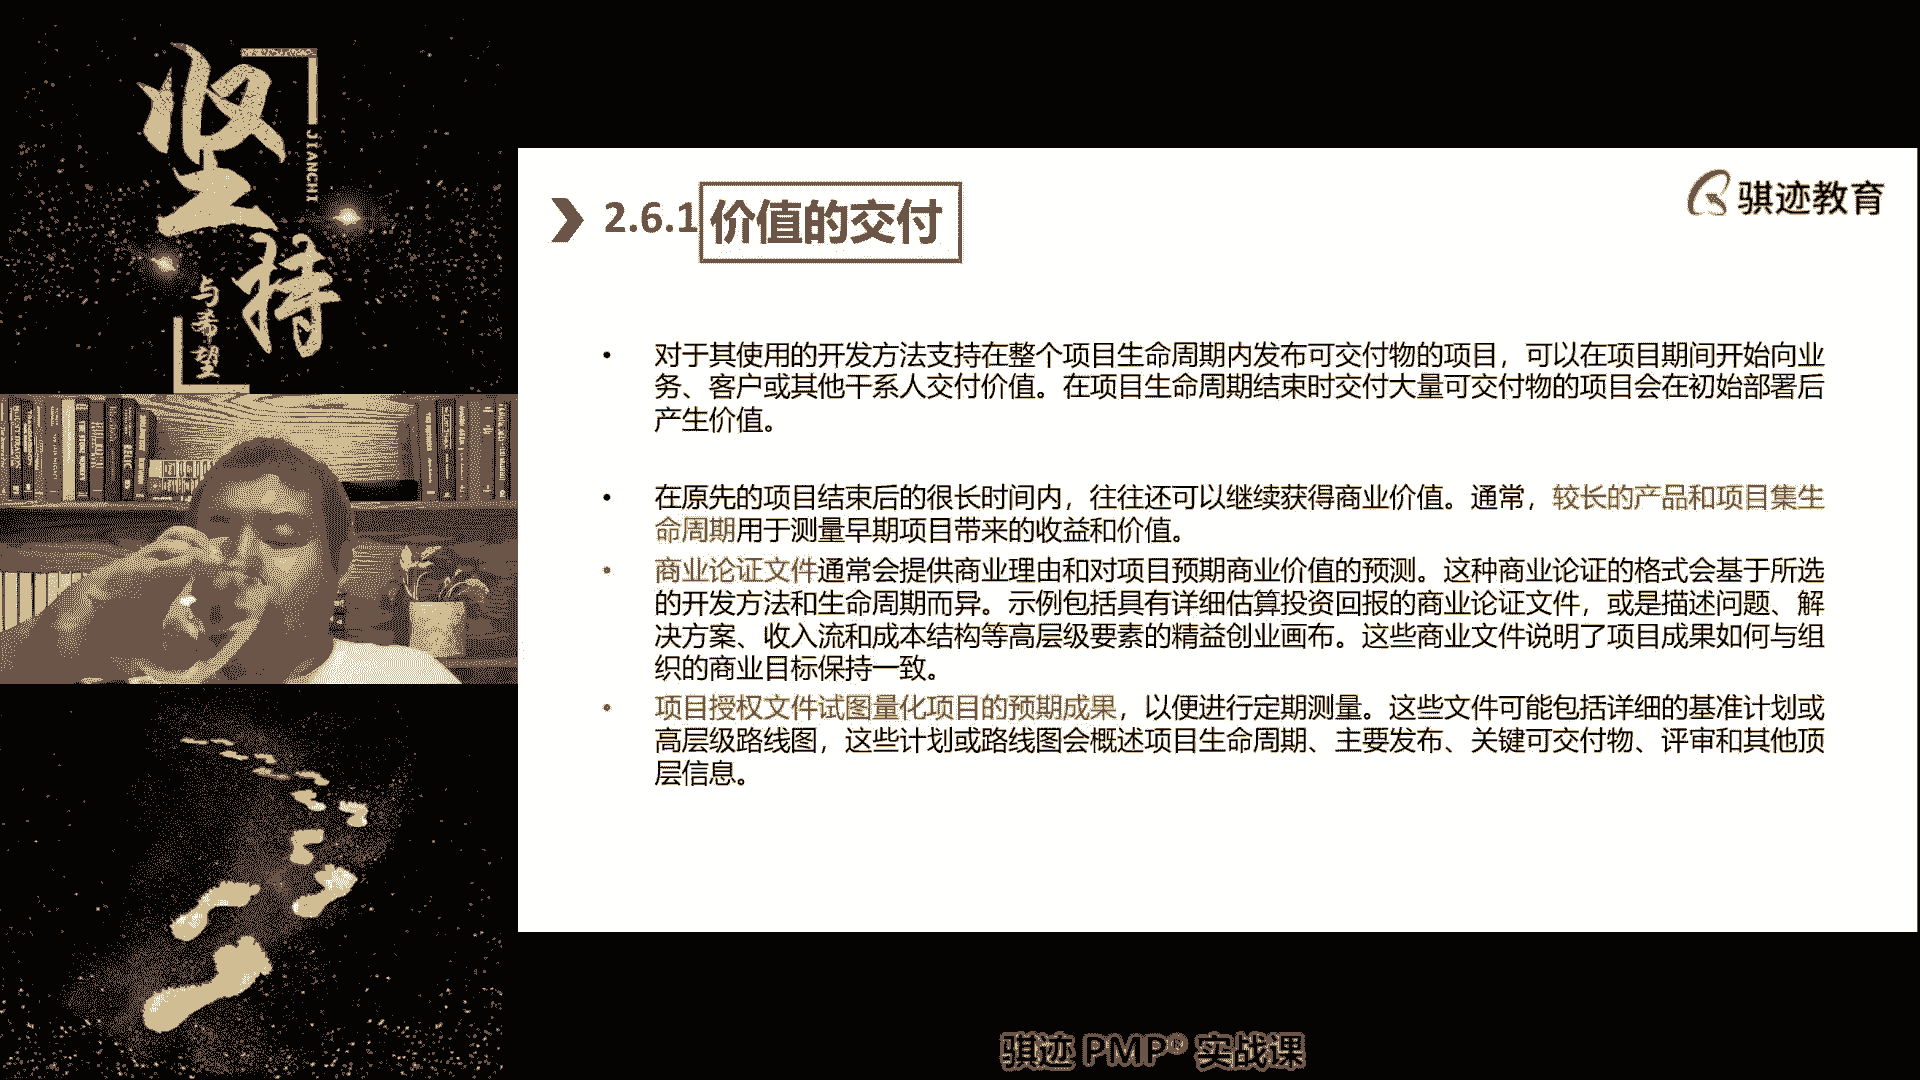 坚
持
JIANCHI
与希望
2.6.1 价值的交付
骐迹教育
• 对于其使用的开发方法支持在整个项目生命周期内发布可交付物的项目，可以在项目期间开始向业
务、客户或其他干系人交付价值。在项目生命周期结束时交付大量可交付物的项目会在初始部署后
产生价值。
• 在原先的项目结束后的很长时间内，往往还可以继续获得商业价值。通常，较长的产品和项目集生
命周期用于测量早期项目带来的收益和价值。
• 商业论证文件通常会提供商业理由和对项目预期商业价值的预测。这种商业论证的格式会基于所选
的开发方法和生命周期而异。示例包括具有详细估算投资回报的商业论证文件，或是描述问题、解
决方案、收入流和成本结构等高层级要素的精益创业画布。这些商业文件说明了项目成果如何与组
织的商业目标保持一致。
• 项目授权文件试图量化项目的预期成果，以便进行定期测量。这些文件可能包括详细的基准计划或
高层级路线图，这些计划或路线图会概述项目生命周期、主要发布、关键可交付物、评审和其他顶
层信息。
骐迹 PMP® 实战课